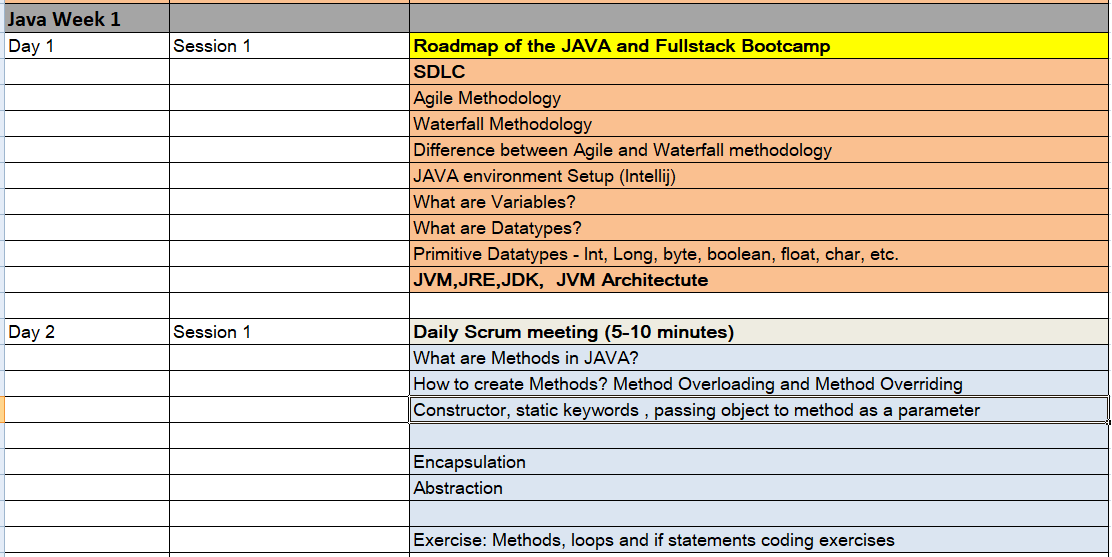 Java Week 1
Day 1 Session 1 Roadmap of the JAVA and Fullstack Bootcamp
SDLC
Agile Methodology
Waterfall Methodology
Difference between Agile and Waterfall methodology
JAVA environment Setup (Intellij)
What are Variables?
What are Datatypes?
Primitive Datatypes - Int, Long, byte, boolean, float, char, etc.
JVM,JRE,JDK, JVM Architectute
Day 2 Session 1 Daily Scrum meeting (5-10 minutes)
What are Methods in JAVA?
How to create Methods? Method Overloading and Method Overriding
Constructor, static keywords , passing object to method as a parameter
Encapsulation
Abstraction
Exercise: Methods, loops and if statements coding exercises